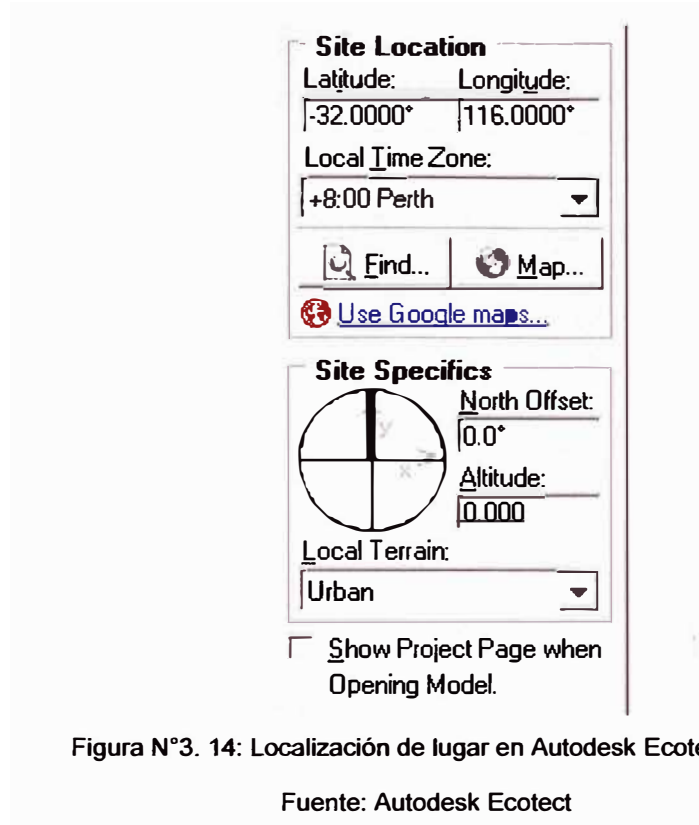 Site Location
Latitude: Longitude:
-32.0000° 116.0000°
Local Time Zone:
+8:00 Perth
Find... Map...
Use Google maps...
Site Specifics
North Offset:
y
0.0°
x
Altitude:
0.000
Local Terrain:
Urban
Show Project Page when
Opening Model.
Figura N°3. 14: Localización de lugar en Autodesk Ecote
Fuente: Autodesk Ecotect